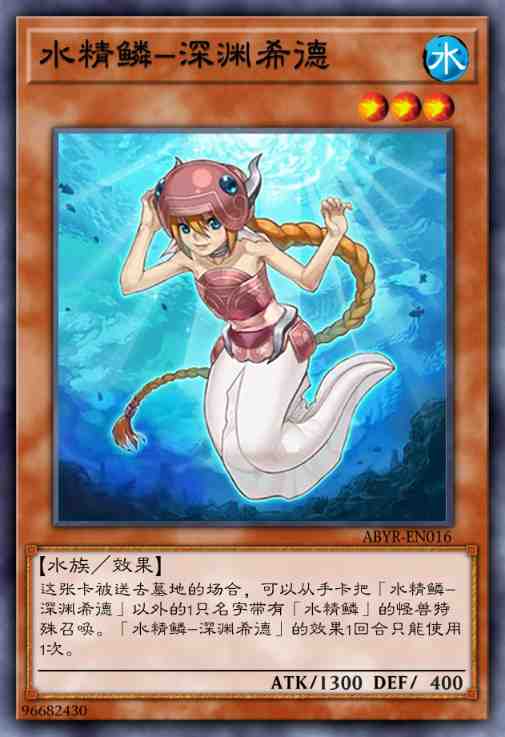 水精鳞-深渊希德
水
ABYR-EN016
【水族／效果】
这张卡被送去墓地的场合，可以从手卡把「水精鳞-
深渊希德」以外的1只名字带有「水精鳞」的怪兽特
殊召唤。「水精鳞-深渊希德」的效果1回合只能使用
1次。
ATK/1300 DEF/ 400
96682430